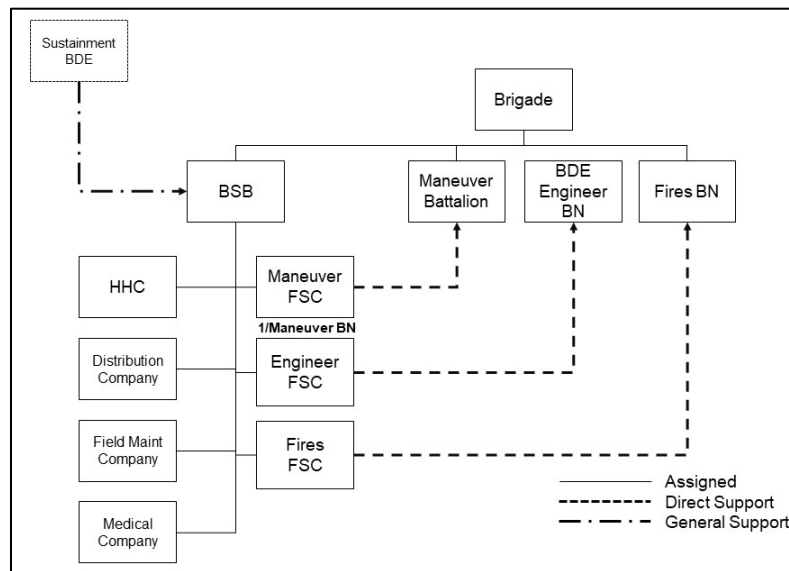 Sustainment
BDE
Brigade
BSB
Maneuver
Battalion
BDE
Engineer
BN
Fires BN
HHC
Maneuver
FSC
1/Maneuver BN
Distribution
Company
Engineer
FSC
Field Maint
Company
Fires
FSC
Medical
Company
Assigned
Direct Support
General Support